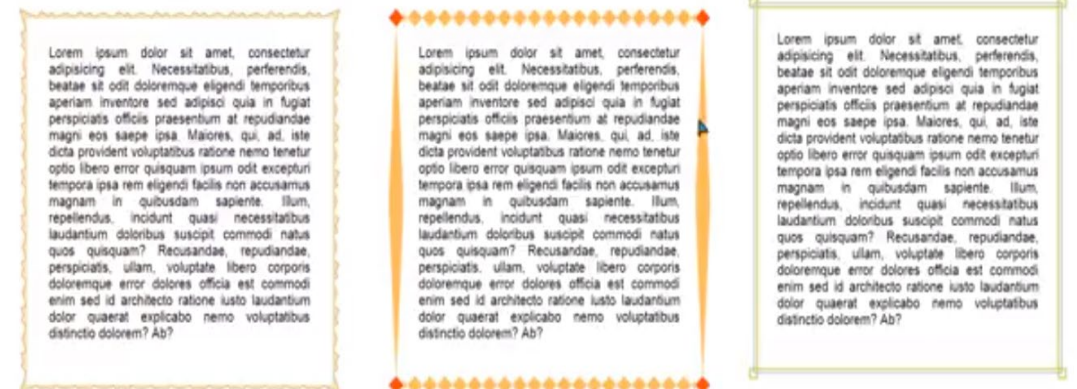 Lorem ipsum dolor sit amet, consectetur
adipisicing elit. Necessitatibus, perferendis,
beatae sit odit doloremque eligendi temporibus
aperiam inventore sed adipisci quia in fugiat
perspiciatis officiis praesentium at repudiandae
magni eos saepe ipsa. Maiores, qui, ad, iste
dicta provident voluptatibus ratione nemo tenetur
optio libero error quisquam ipsum odit excepturi
tempora ipsa rem eligendi facilis non accusamus
magnam in quibusdam sapiente. Illum,
repellendus, incidunt quasi necessitatibus
laudantium doloribus suscipit commodi natus
quos quisquam? Recusandae, repudiandae,
perspiciatis, ullam, voluptate libero corporis
doloremque error dolores officia est commodi
enim sed id architecto ratione iusto laudantium
dolor quaerat explicabo nemo voluptatibus
distinctio dolorem? Ab?
Lorem ipsum dolor sit amet, consectetur
adipisicing elit. Necessitatibus, perferendis,
beatae sit odit doloremque eligendi temporibus
aperiam inventore sed adipisci quia in fugiat
perspiciatis officiis praesentium at repudiandae
magni eos saepe ipsa. Maiores, qui, ad, iste
dicta provident voluptatibus ratione nemo tenetur
optio libero error quisquam ipsum odit excepturi
tempora ipsa rem eligendi facilis non accusamus
magnam in quibusdam sapiente. Illum,
repellendus, incidunt quasi necessitatibus
laudantium doloribus suscipit commodi natus
quos quisquam? Recusandae, repudiandae,
perspiciatis, ullam, voluptate libero corporis
doloremque error dolores officia est commodi
enim sed id architecto ratione iusto laudantium
dolor quaerat explicabo nemo voluptatibus
distinctio dolorem? Ab?
Lorem ipsum dolor sit amet, consectetur
adipisicing elit. Necessitatibus, perferendis,
beatae sit odit doloremque eligendi temporibus
aperiam inventore sed adipisci quia in fugiat
perspiciatis officiis praesentium at repudiandae
magni eos saepe ipsa. Maiores, qui, ad, iste
dicta provident voluptatibus ratione nemo tenetur
optio libero error quisquam ipsum odit excepturi
tempora ipsa rem eligendi facilis non accusamus
magnam in quibusdam sapiente. Illum,
repellendus, incidunt quasi necessitatibus
laudantium doloribus suscipit commodi natus
quos quisquam? Recusandae, repudiandae,
perspiciatis, ullam, voluptate libero corporis
doloremque error dolores officia est commodi
enim sed id architecto ratione iusto laudantium
dolor quaerat explicabo nemo voluptatibus
distinctio dolorem? Ab?